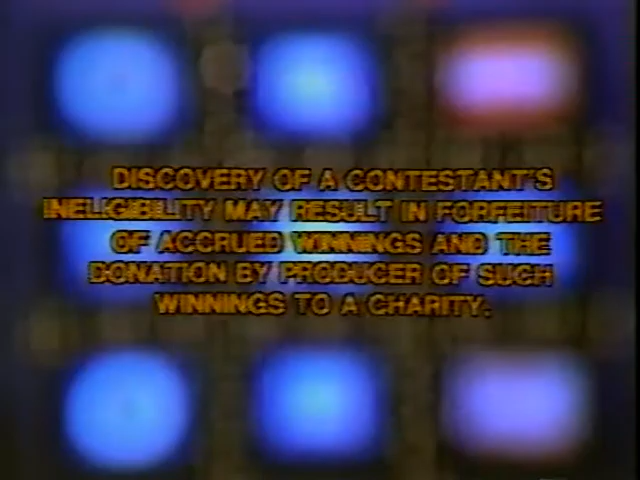 DISCOVERY OF A CONTESTANT'S
INELIGIBILITY MAY RESULT IN FORFEITURE
OF ACCRUED WINNINGS AND THE
DONATION BY PRODUCER OF SUCH
WINNINGS TO A CHARITY.